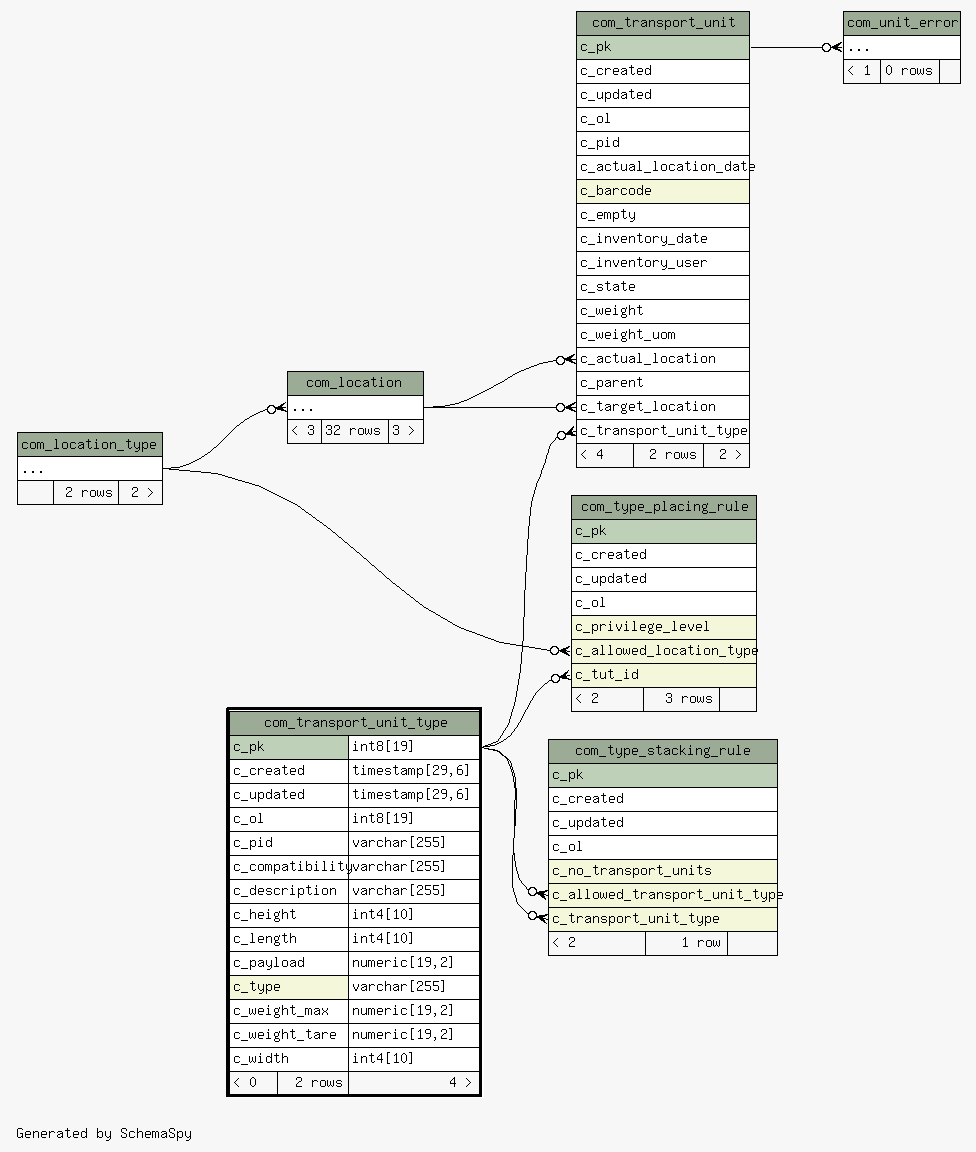 com_transport_unit
c_pk
c_created
c_updated
c_ol
c_pid
c_actual_location_date
c_barcode
c_empty
c_inventory_date
c_inventory_user
c_state
c_weight
c_weight_uom
c_actual_location
c_parent
c_target_location
c_transport_unit_type
< 4 2 rows 2 >
com_unit_error
...
< 1 0 rows
com_location
...
< 3 32 rows 3 >
com_location_type
...
2 rows 2 >
com_type_placing_rule
c_pk
c_created
c_updated
c_ol
c_privilege_level
c_allowed_location_type
c_tut_id
< 2 3 rows
com_transport_unit_type
c_pk int8[19]
c_created timestamp[29,6]
c_updated timestamp[29,6]
c_ol int8[19]
c_pid varchar[255]
c_compatibility varchar[255]
c_description varchar[255]
c_height int4[10]
c_length int4[10]
c_payload numeric[19,2]
c_type varchar[255]
c_weight_max numeric[19,2]
c_weight_tare numeric[19,2]
c_width int4[10]
< 0 2 rows 4 >
com_type_stacking_rule
c_pk
c_created
c_updated
c_ol
c_no_transport_units
c_allowed_transport_unit_type
c_transport_unit_type
< 2 1 row
Generated by SchemaSpy